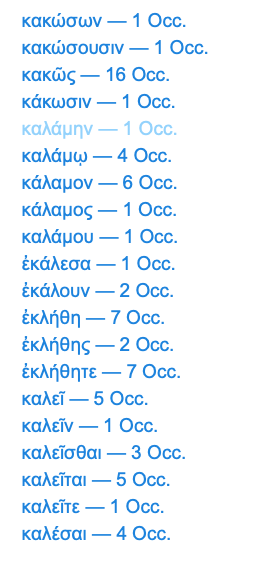 κακώσων — 1 Occ.
κακώσουσιν — 1 Occ.
κακῶς — 16 Occ.
κάκωσιν — 1 Occ.
καλάμην — 1 Occ.
καλάμῳ — 4 Occ.
κάλαμον — 6 Occ.
κάλαμος — 1 Occ.
καλάμου — 1 Occ.
ἐκάλεσα — 1 Occ.
ἐκάλουν — 2 Occ.
ἐκλήθη — 7 Occ.
ἐκλήθης — 2 Occ.
ἐκλήθητε — 7 Occ.
καλεῖ — 5 Occ.
καλεῖν — 1 Occ.
καλεῖσθαι — 3 Occ.
καλεῖται — 5 Occ.
καλεῖτε — 1 Occ.
καλέσαι — 4 Occ.